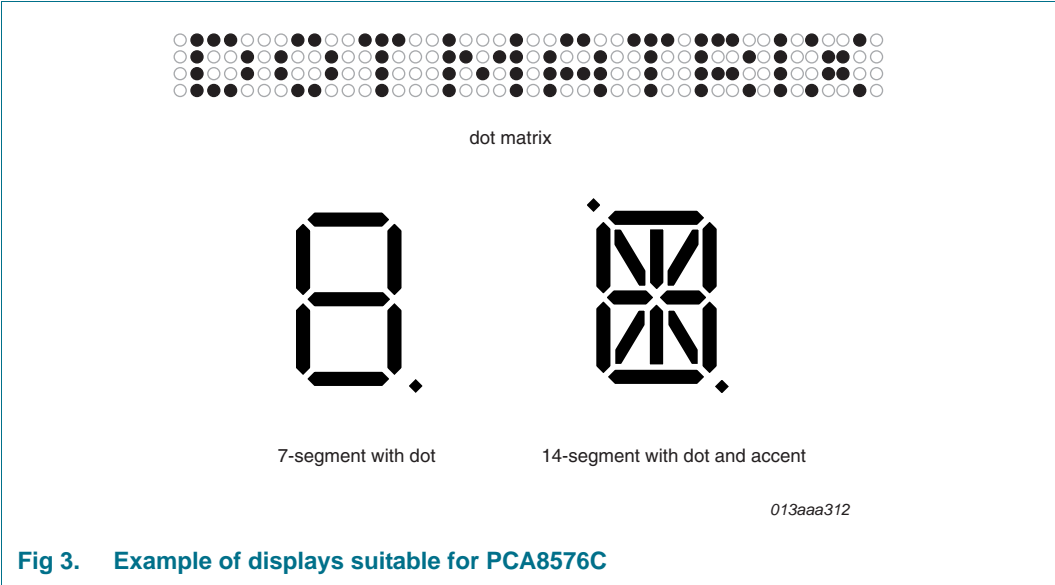 DOTMATRIX
dot matrix
7-segment with dot
14-segment with dot and accent
013aaa312
Fig 3. Example of displays suitable for PCA8576C